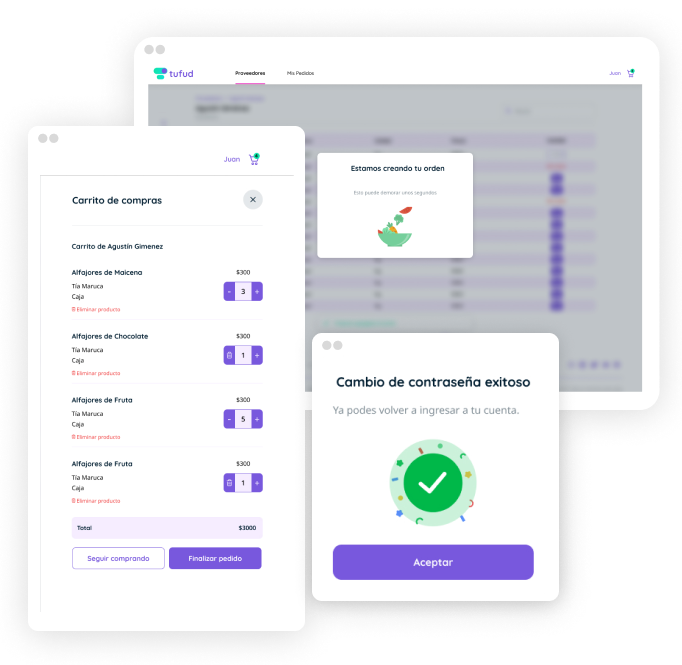 tufud
Proveedores
Mis Pedidos
Juan
Estamos creando tu orden
Esto puede demorar unos segundos
Juan
Carrito de compras
Carrito de Agustín Gimenez
Alfajores de Maicena
$300
Tía Maruca
Caja
- 3 +
Eliminar producto
Alfajores de Chocolate
$300
Tía Maruca
Caja
1 +
Eliminar producto
Alfajores de Fruta
$300
Tía Maruca
Caja
- 5 +
Eliminar producto
Alfajores de Fruta
$300
Tía Maruca
Caja
1 +
Eliminar producto
Total
$3000
Seguir comprando
Finalizar pedido
Cambio de contraseña exitoso
Ya podes volver a ingresar a tu cuenta.
Aceptar